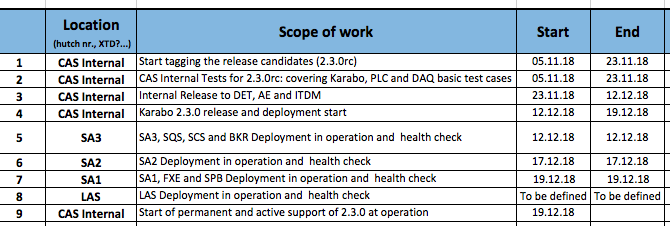 Location Scope of work Start End
(hutch nr., XTD?...)
1 CAS Internal Start tagging the release candidates (2.3.0rc) 05.11.18 23.11.18
2 CAS Internal CAS Internal Tests for 2.3.0rc: covering Karabo, PLC and DAQ basic test cases 05.11.18 23.11.18
3 CAS Internal Internal Release to DET, AE and ITDM 23.11.18 12.12.18
4 CAS Internal Karabo 2.3.0 release and deployment start 12.12.18 19.12.18
5 SA3 SA3, SQS, SCS and BKR Deployment in operation and health check 12.12.18 12.12.18
6 SA2 SA2 Deployment in operation and health check 17.12.18 17.12.18
7 SA1 SA1, FXE and SPB Deployment in operation and health check 19.12.18 19.12.18
8 LAS LAS Deployment in operation and health check To be defined To be defined
9 CAS Internal Start of permanent and active support of 2.3.0 at operation 19.12.18